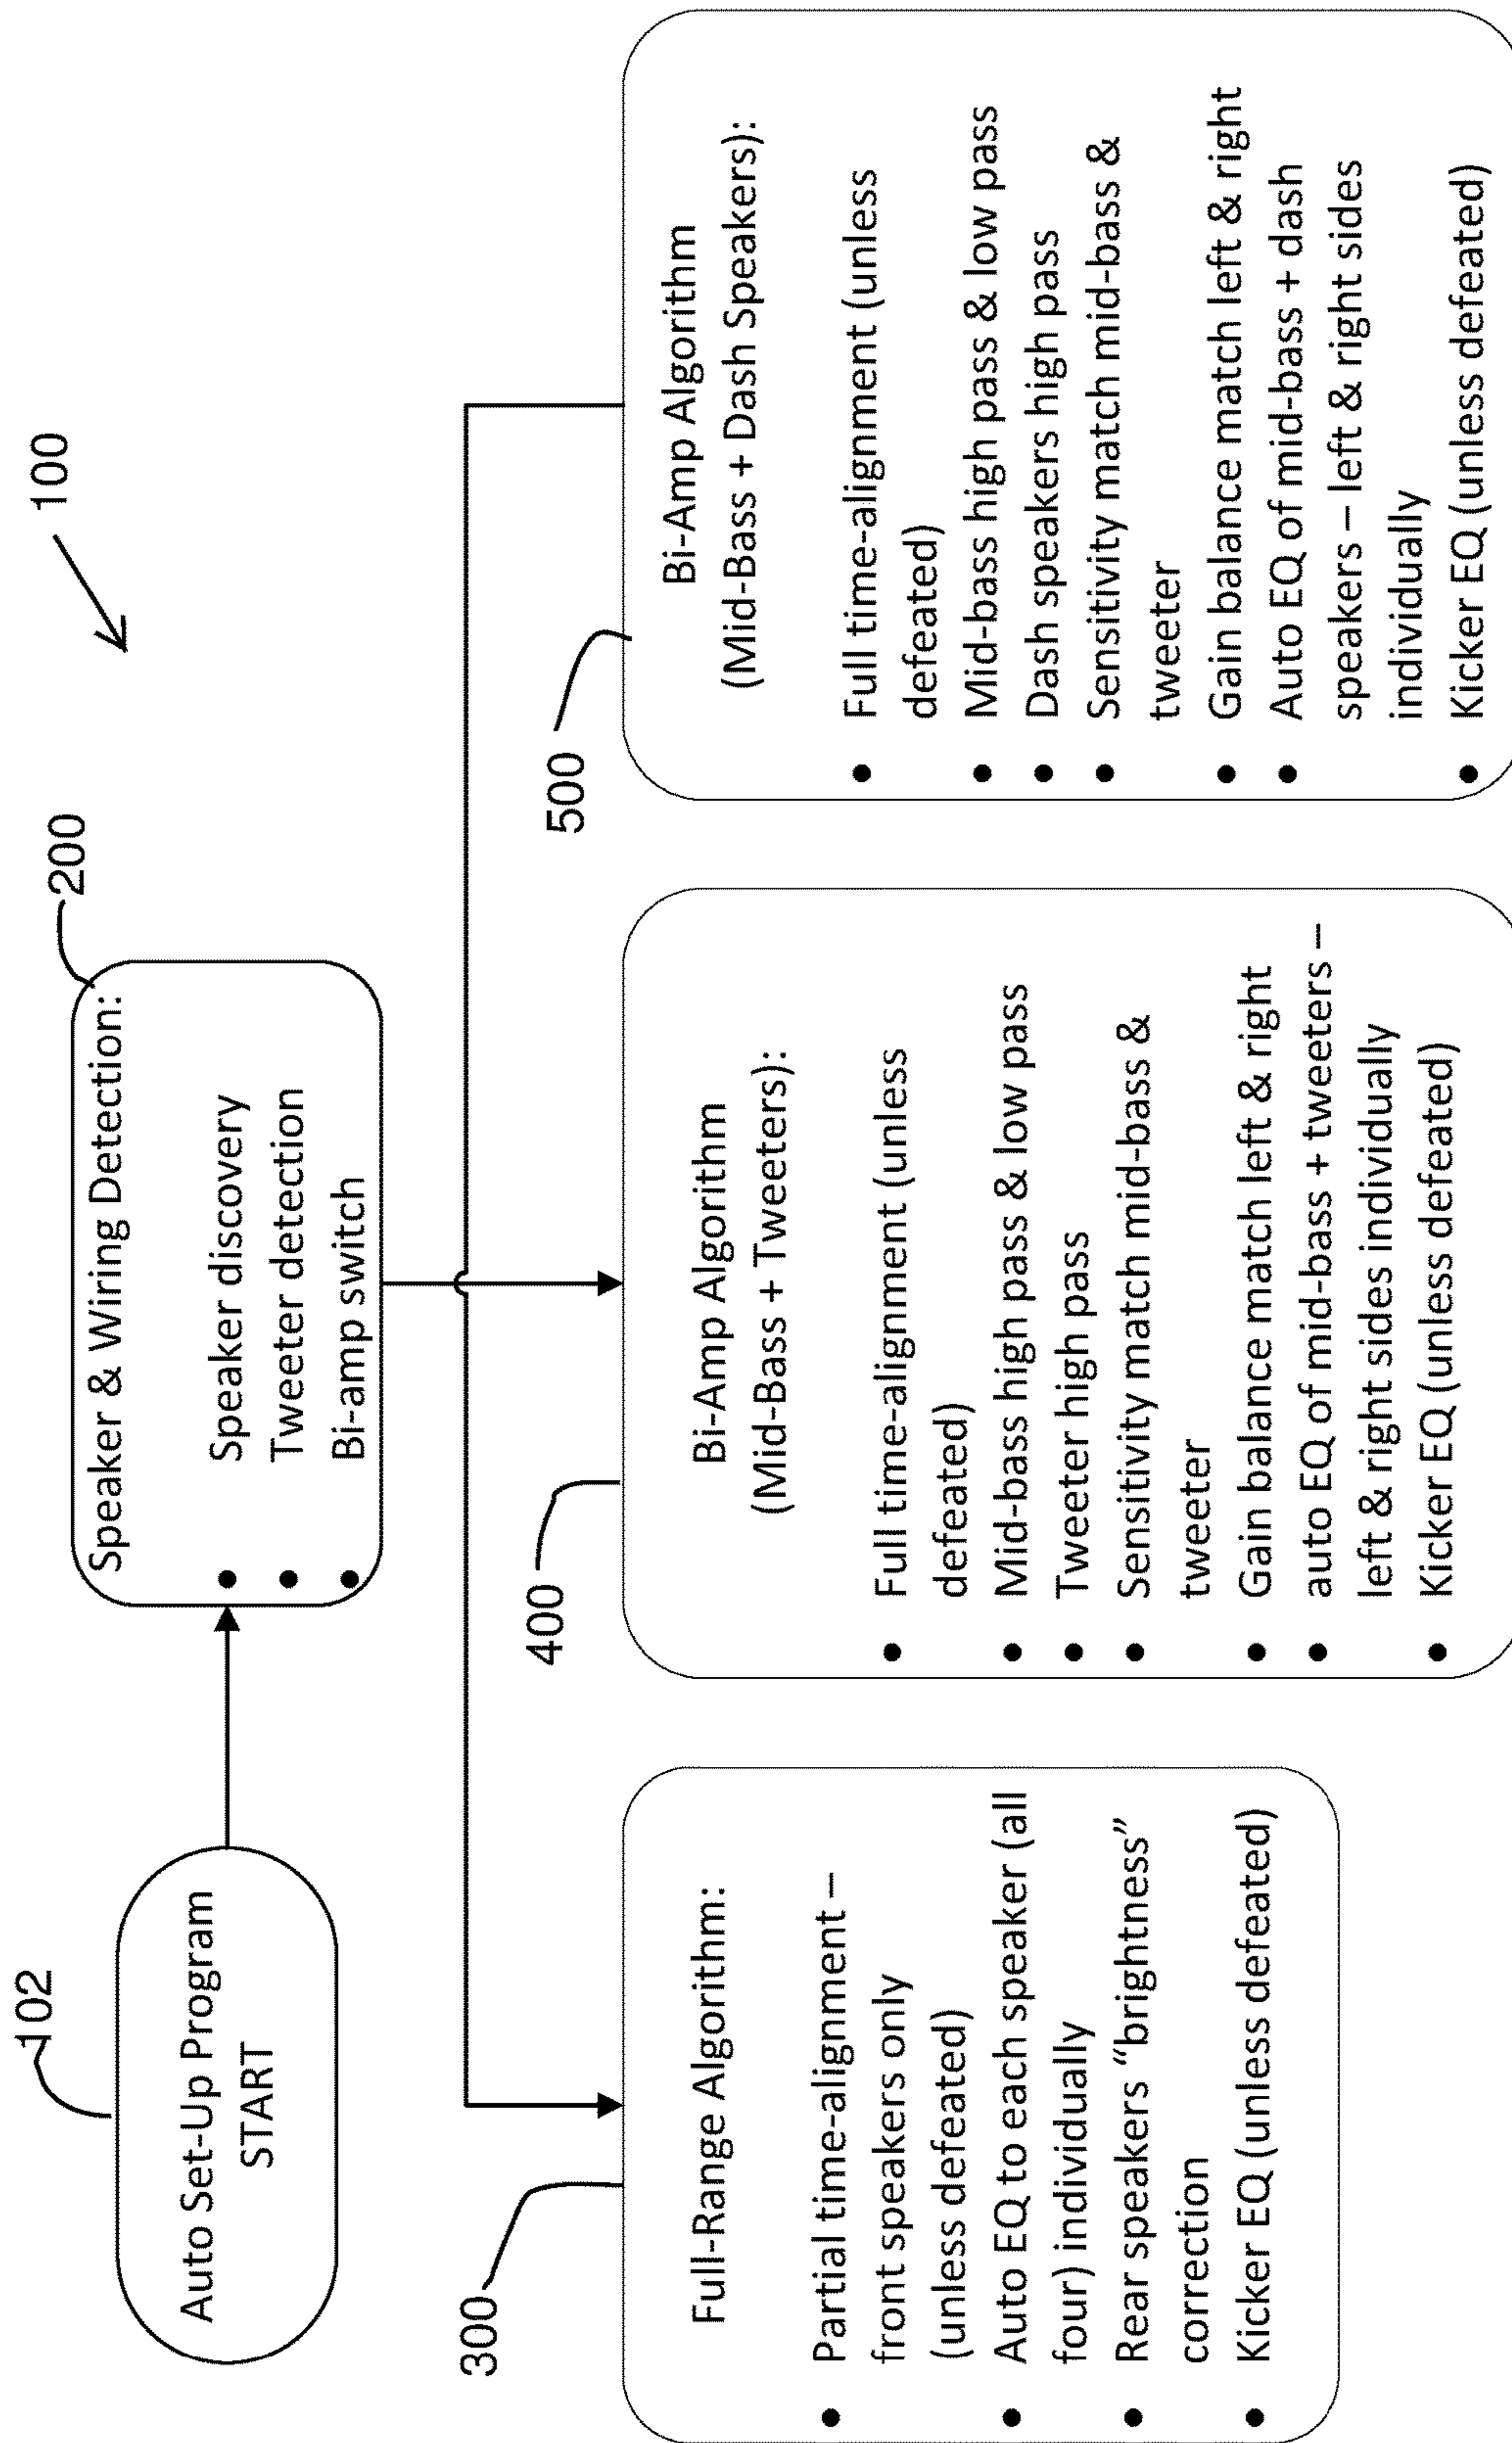 100
102
Auto Set-Up Program
START
200
Speaker & Wiring Detection:
• Speaker discovery
• Tweeter detection
• Bi-amp switch
300
Full-Range Algorithm:
• Partial time-alignment –
front speakers only
(unless defeated)
• Auto EQ to each speaker (all
four) individually
• Rear speakers “brightness”
correction
• Kicker EQ (unless defeated)
400
Bi-Amp Algorithm
(Mid-Bass + Tweeters):
• Full time-alignment (unless
defeated)
• Mid-bass high pass & low pass
• Tweeter high pass
• Sensitivity match mid-bass &
tweeter
• Gain balance match left & right
• auto EQ of mid-bass + tweeters –
left & right sides individually
• Kicker EQ (unless defeated)
500
Bi-Amp Algorithm
(Mid-Bass + Dash Speakers):
• Full time-alignment (unless
defeated)
• Mid-bass high pass & low pass
• Dash speakers high pass
• Sensitivity match mid-bass &
tweeter
• Gain balance match left & right
• Auto EQ of mid-bass + dash
speakers – left & right sides
individually
• Kicker EQ (unless defeated)